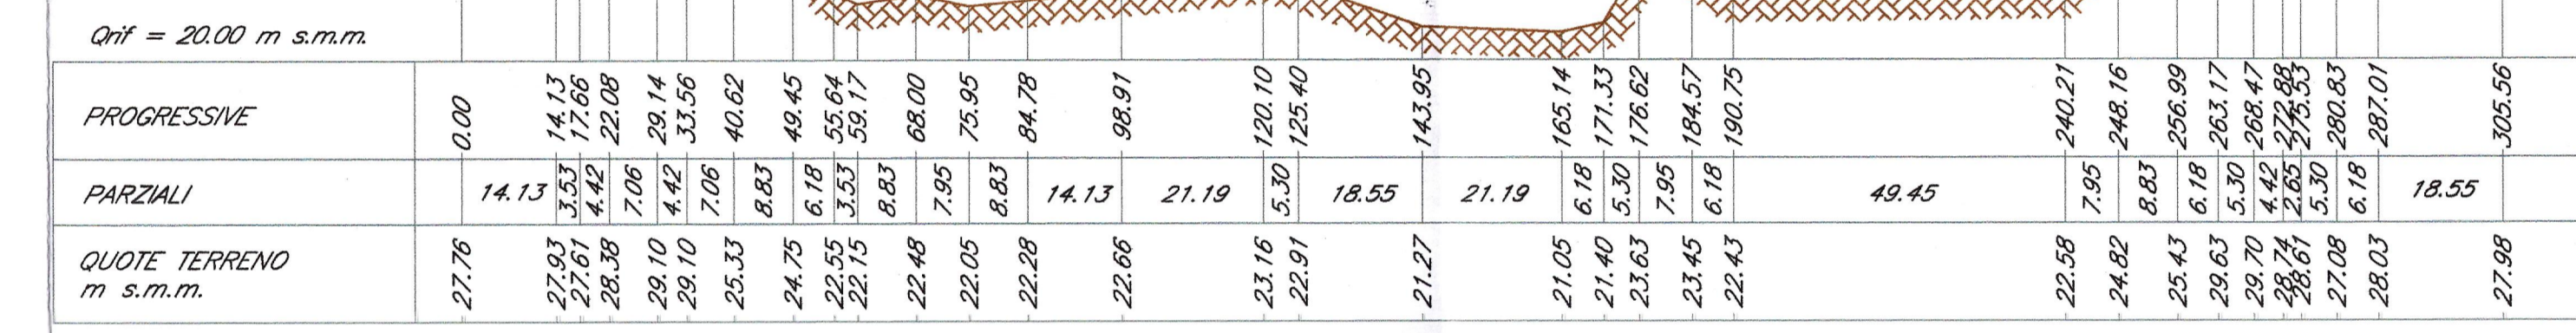 Qrif = 20.00 m s.m.m.
PROGRESSIVE 0.00 14.13 17.66 22.08 29.14 33.56 40.62 49.45 55.64 59.17 68.00 75.95 84.78 98.91 120.10 125.40 143.95 165.14 171.33 176.62 184.57 190.75 240.21 248.16 256.99 263.17 268.47 272.88 275.53 280.83 287.01 305.56
PARZIALI 14.13 3.53 4.42 7.06 4.42 7.06 8.83 6.18 3.53 8.83 7.95 8.83 14.13 21.19 5.30 18.55 21.19 6.18 5.30 7.95 6.18 49.45 7.95 8.83 6.18 5.30 4.42 2.65 5.30 6.18 18.55
QUOTE TERRENO
m s.m.m.
27.76 27.93 27.61 28.38 29.10 29.10 25.33 24.75 22.55 22.15 22.48 22.05 22.28 22.66 23.16 22.91 21.27 21.05 21.40 23.63 23.45 22.43 22.58 24.82 25.43 29.63 29.70 28.74 28.61 27.08 28.03 27.98